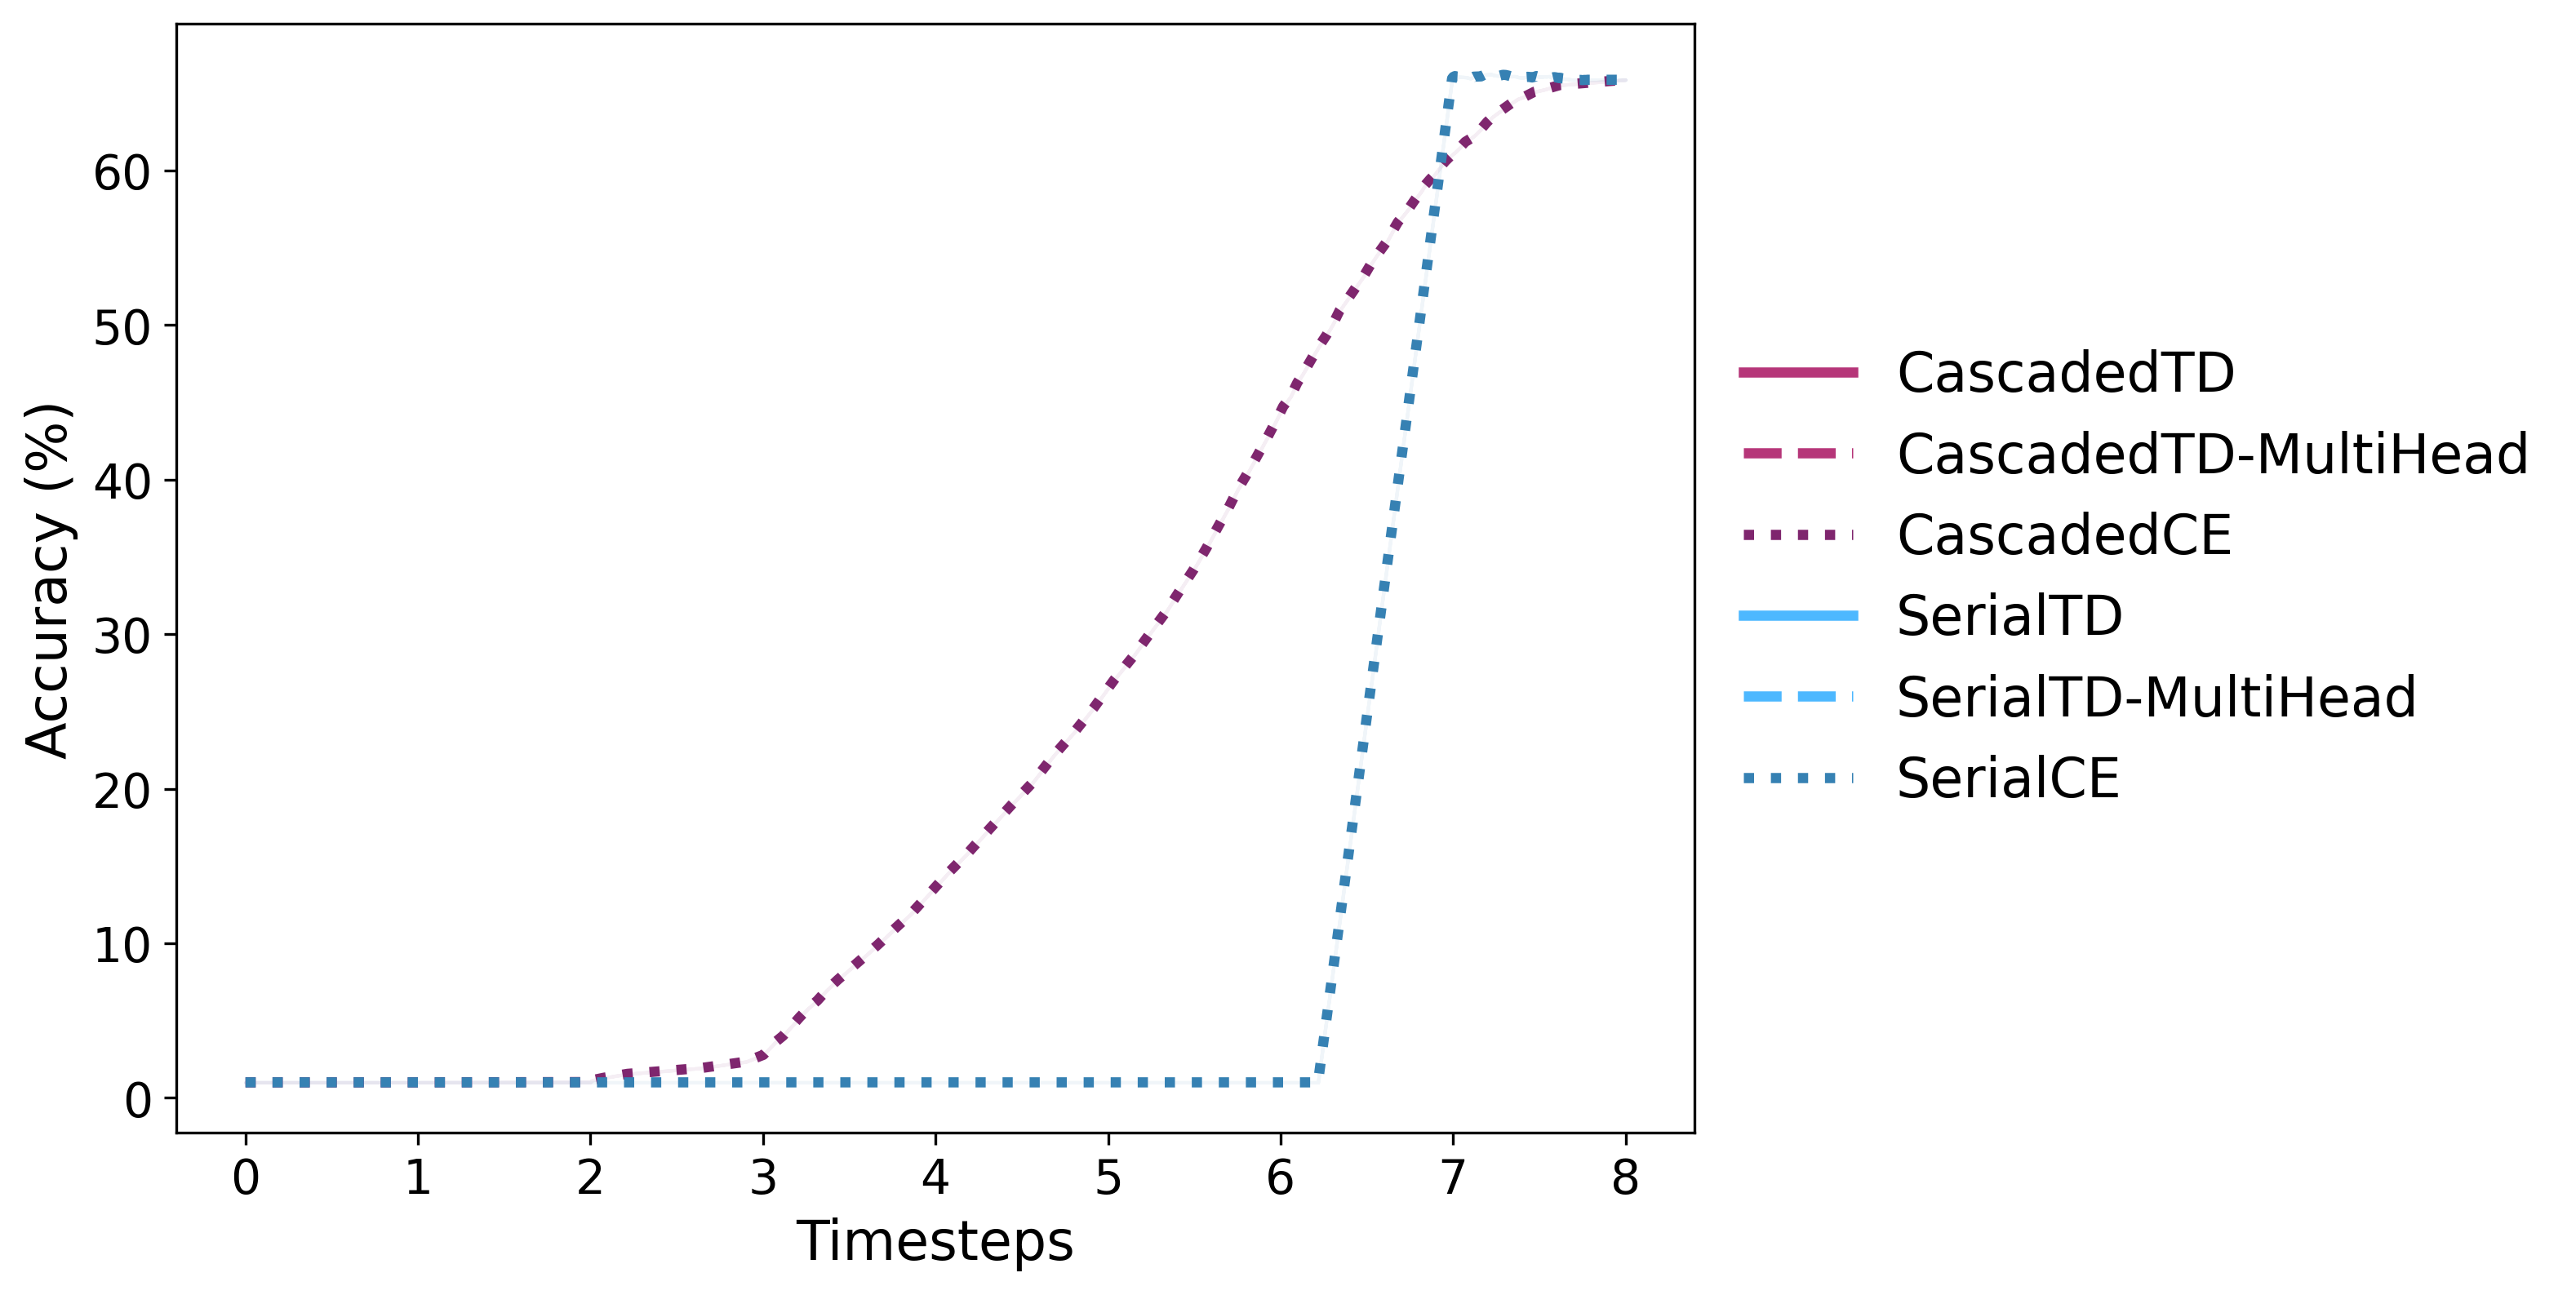 60
50
40
30
20
10
0
Accuracy (%)
0 1 2 3 4 5 6 7 8
Timesteps
CascadedTD
CascadedTD-MultiHead
CascadedCE
SerialTD
SerialTD-MultiHead
SerialCE